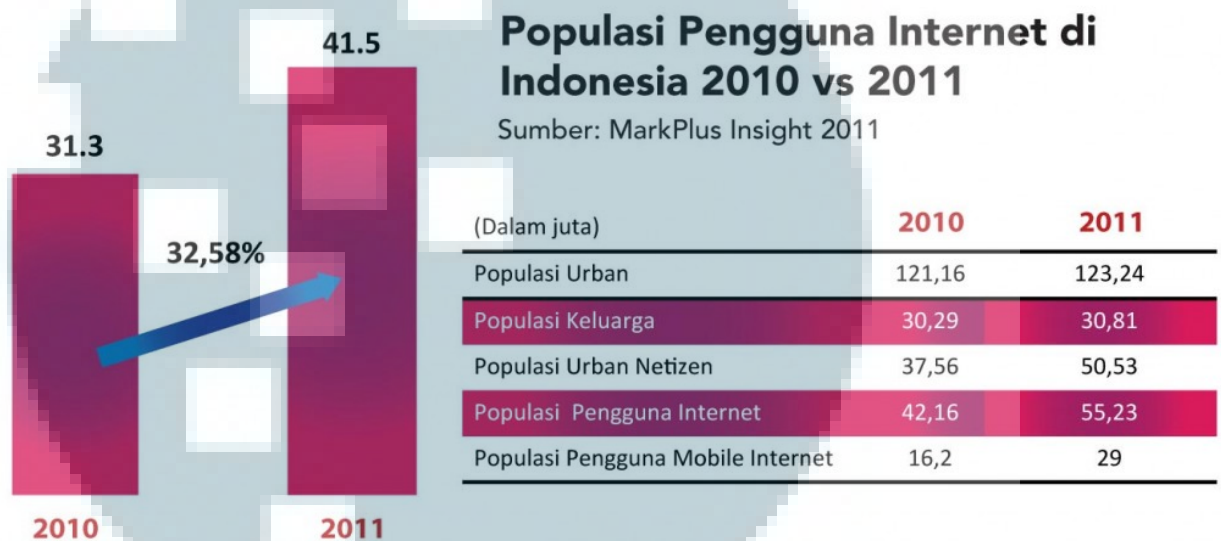 Populasi Pengguna Internet di
Indonesia 2010 vs 2011
Sumber: MarkPlus Insight 2011
41.5
31.3
32,58%
2010
2011
(Dalam juta) 2010 2011
Populasi Urban 121,16 123,24
Populasi Keluarga 30,29 30,81
Populasi Urban Netizen 37,56 50,53
Populasi Pengguna Internet 42,16 55,23
Populasi Pengguna Mobile Internet 16,2 29